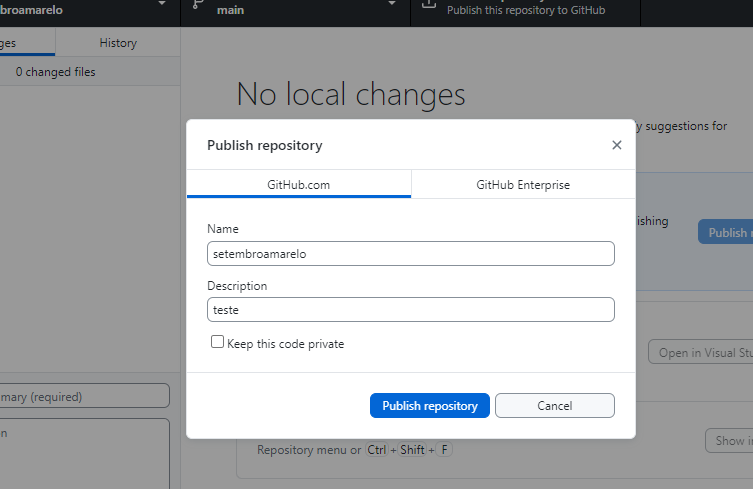 broamarelo
main
Publish this repository to GitHub
History
0 changed files
No local changes
y suggestions for
Publish repository
GitHub.com
GitHub Enterprise
Name
setembroamarelo
Description
teste
Keep this code private
Publish repository
Cancel
ishing
Publish r
Open in Visual Stu
mary (required)
n
Repository menu or Ctrl + Shift + F
Show in